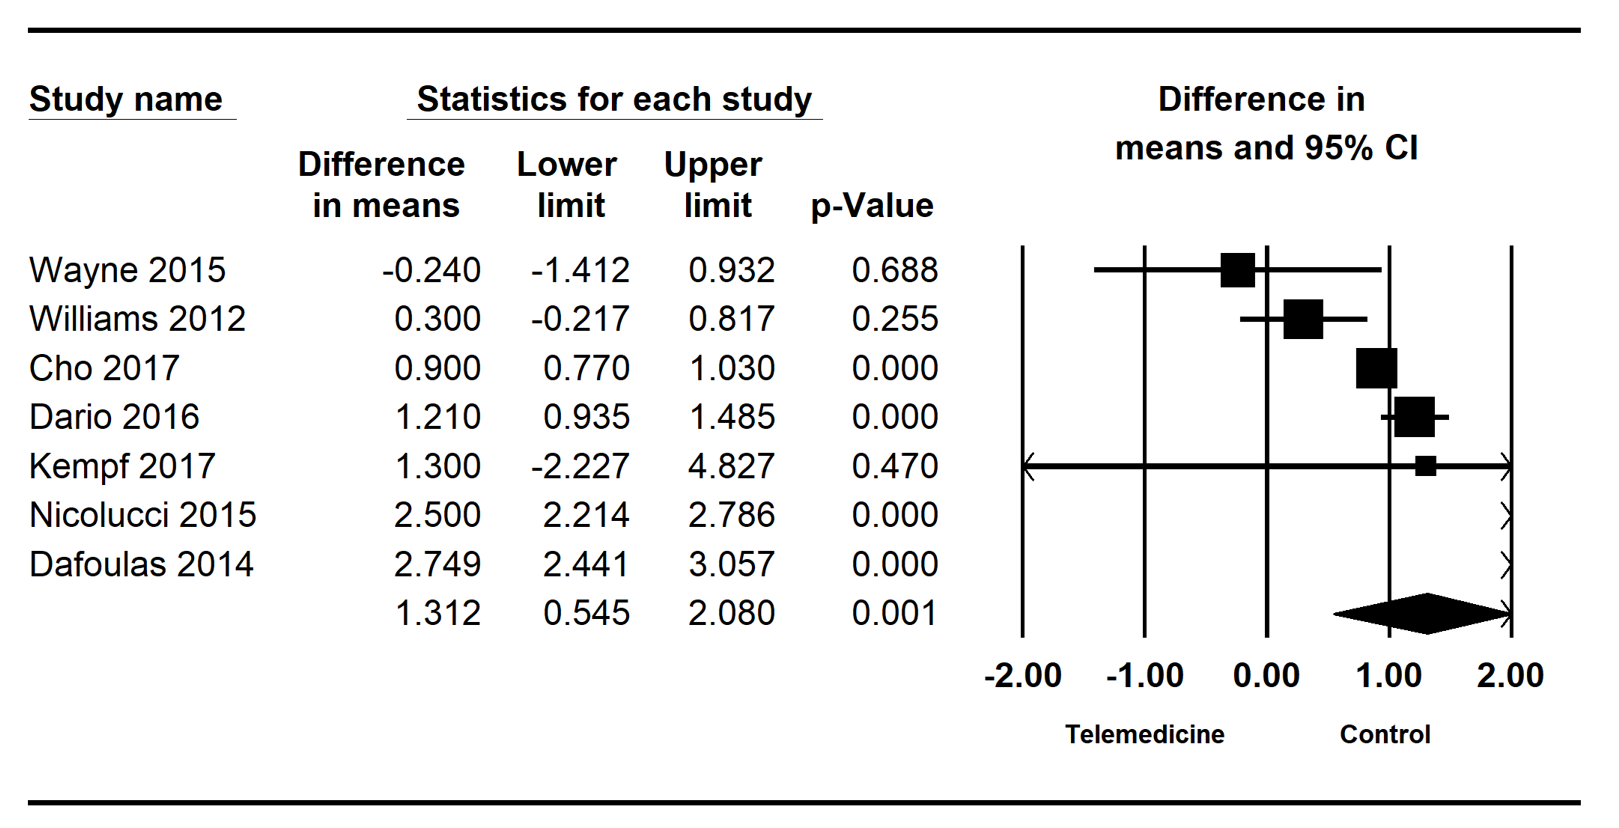 Study name Statistics for each study Difference in
means and 95% CI
Difference Lower Upper
in means limit limit p-Value
Wayne 2015 -0.240 -1.412 0.932 0.688
Williams 2012 0.300 -0.217 0.817 0.255
Cho 2017 0.900 0.770 1.030 0.000
Dario 2016 1.210 0.935 1.485 0.000
Kempf 2017 1.300 -2.227 4.827 0.470
Nicolucci 2015 2.500 2.214 2.786 0.000
Dafoulas 2014 2.749 2.441 3.057 0.000
1.312 0.545 2.080 0.001
-2.00 -1.00 0.00 1.00 2.00
Telemedicine Control